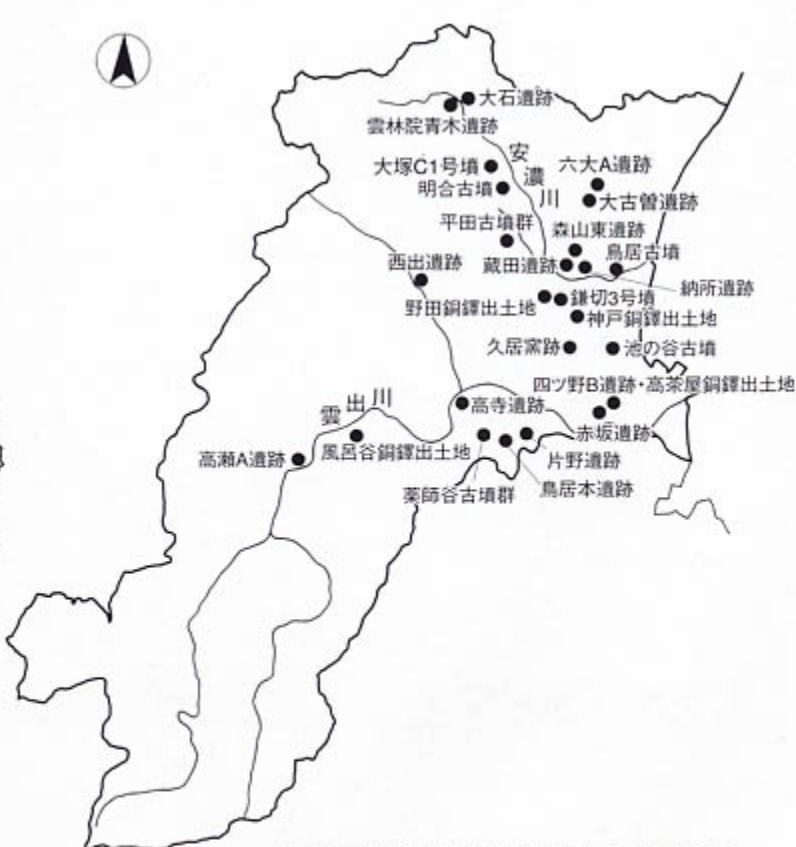 大石遺跡
雲林院青木遺跡
安濃川
大塚C1号墳
六大A遺跡
明合古墳
大古曽遺跡
平田古墳群
森山東遺跡
鳥居古墳
西出遺跡
蔵田遺跡
納所遺跡
野田銅鐸出土地
鎌切3号墳
神戸銅鐸出土地
久居窯跡
池の谷古墳
四ツ野B遺跡・高茶屋銅鐸出土地
雲出川
高寺遺跡
赤坂遺跡
高瀬A遺跡
風呂谷銅鐸出土地
片野遺跡
薬師谷古墳群
鳥居本遺跡